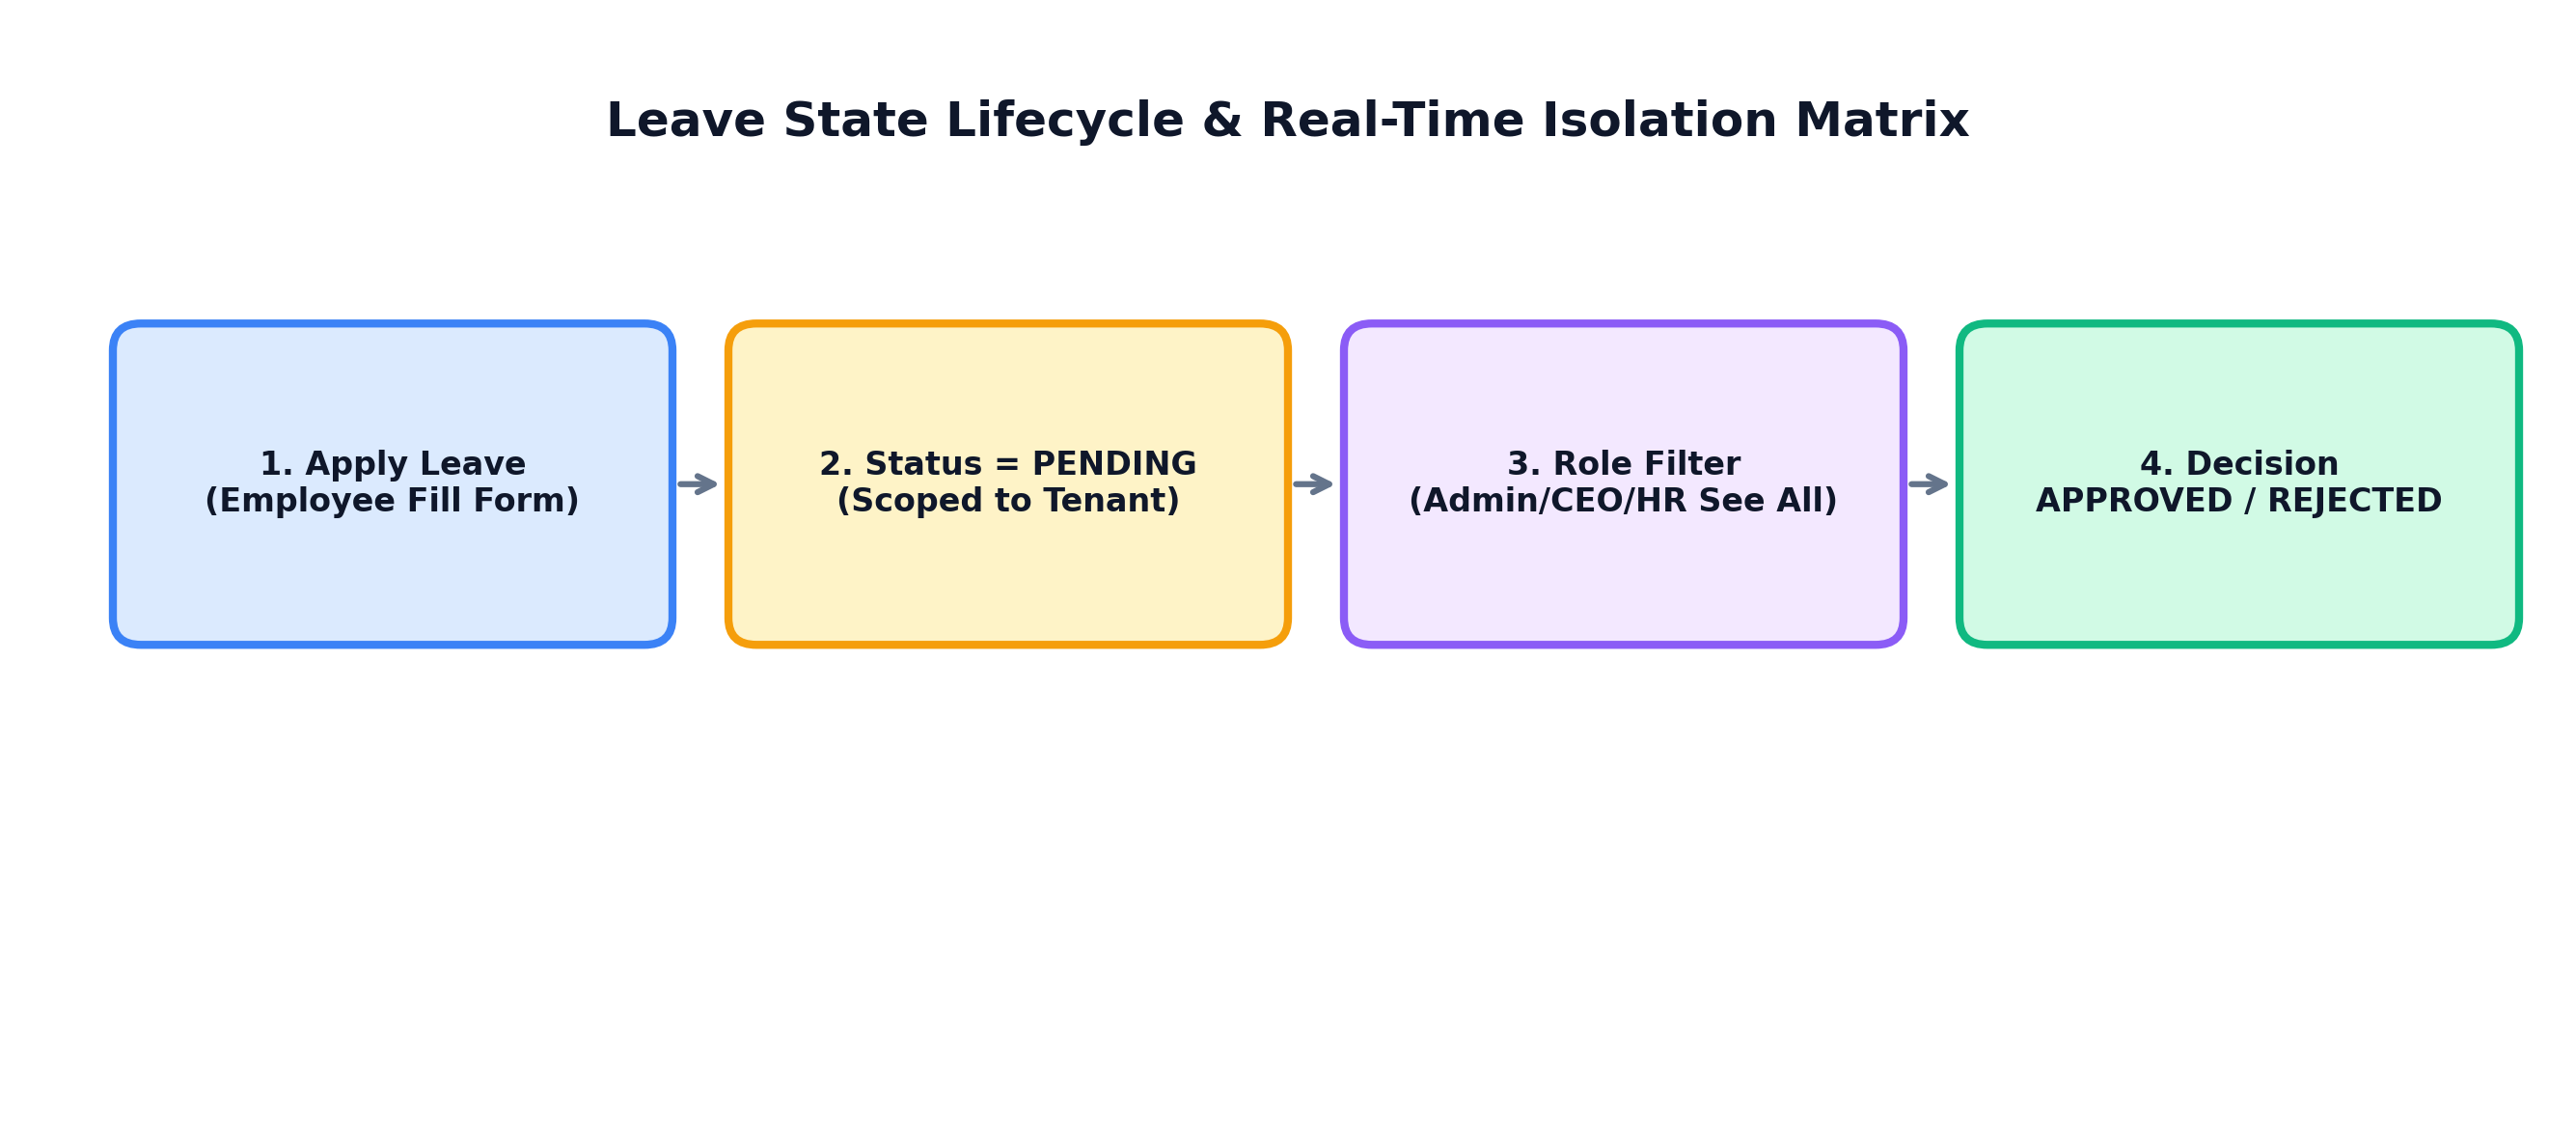 Leave State Lifecycle & Real-Time Isolation Matrix
1. Apply Leave
(Employee Fill Form)
2. Status = PENDING
(Scoped to Tenant)
3. Role Filter
(Admin/CEO/HR See All)
4. Decision
APPROVED / REJECTED